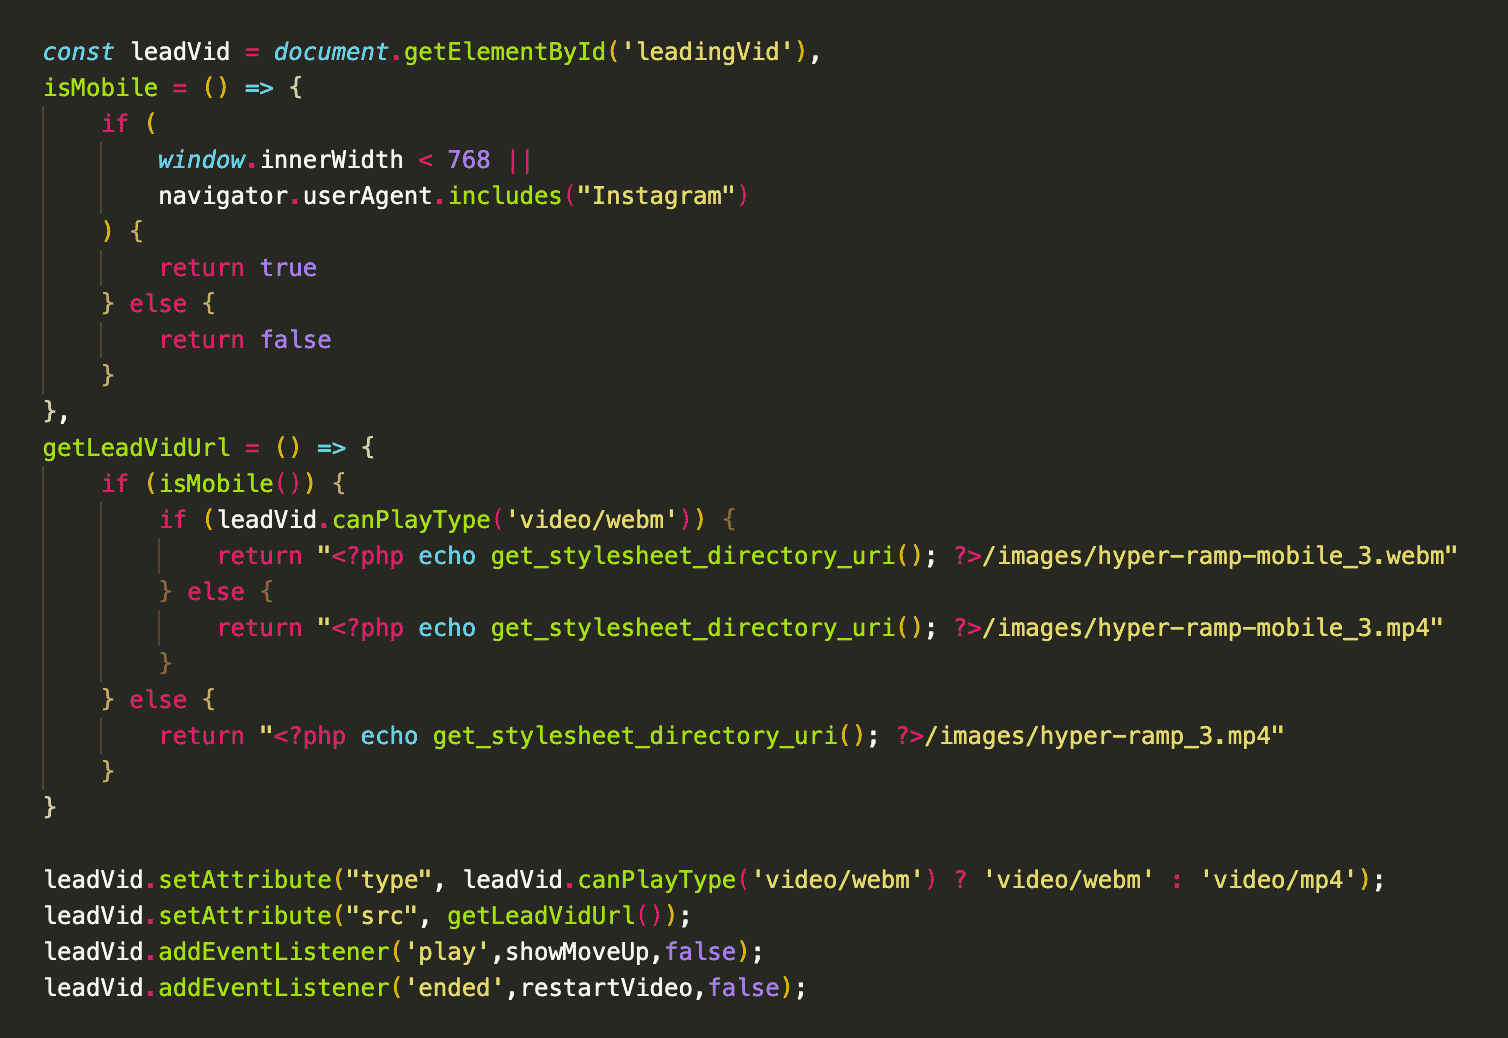 const leadVid = document.getElementById('leadingVid'),
isMobile = () => {
    if (
        window.innerWidth < 768 ||
        navigator.userAgent.includes("Instagram")
    ) {
        return true
    } else {
        return false
    }
},
getLeadVidUrl = () => {
    if (isMobile()) {
        if (leadVid.canPlayType('video/webm')) {
            return "<?php echo get_stylesheet_directory_uri(); ?>/images/hyper-ramp-mobile_3.webm"
        } else {
            return "<?php echo get_stylesheet_directory_uri(); ?>/images/hyper-ramp-mobile_3.mp4"
        }
    } else {
        return "<?php echo get_stylesheet_directory_uri(); ?>/images/hyper-ramp_3.mp4"
    }
}

leadVid.setAttribute("type", leadVid.canPlayType('video/webm') ? 'video/webm' : 'video/mp4');
leadVid.setAttribute("src", getLeadVidUrl());
leadVid.addEventListener('play',showMoveUp,false);
leadVid.addEventListener('ended',restartVideo,false);